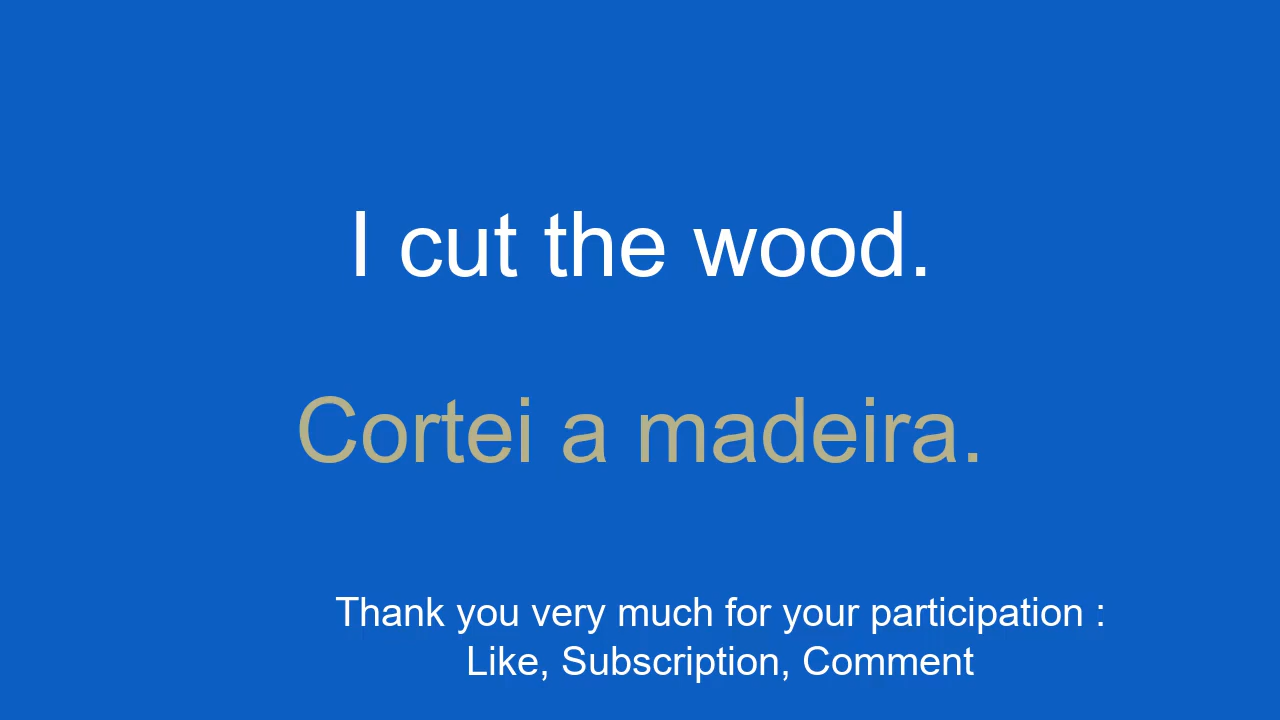 I cut the wood.
Cortei a madeira.
Thank you very much for your participation :
Like, Subscription, Comment